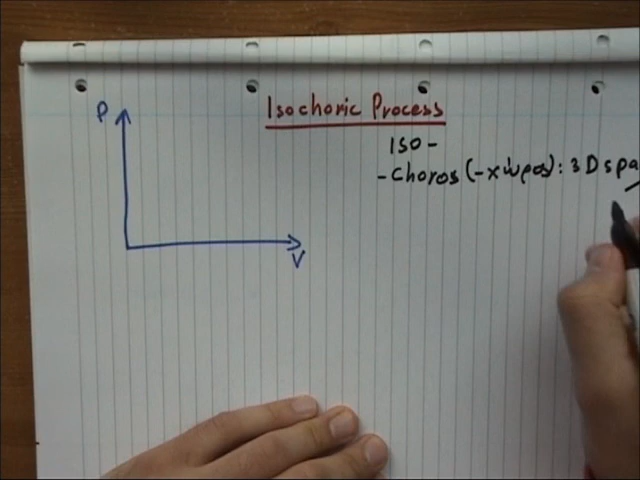 Isochoric Process
P
Iso-
-choros (-χώρος): 3D spa
V